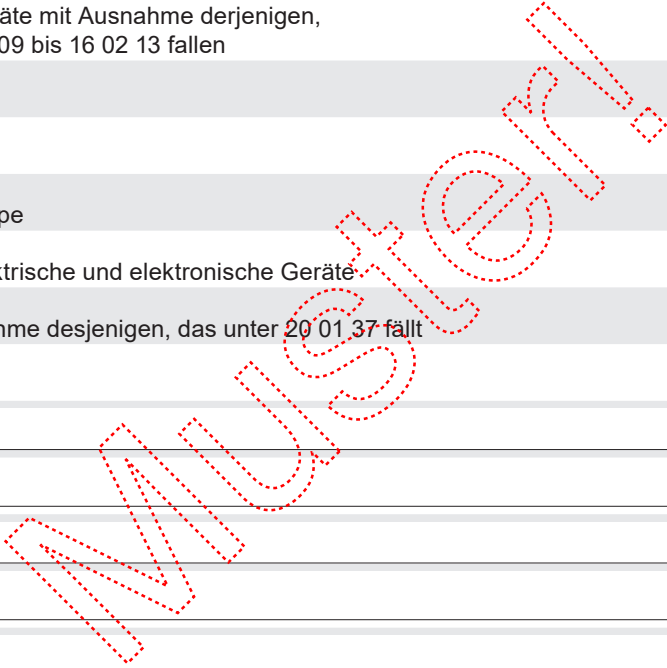 äte mit Ausnahme derjenigen,
09 bis 16 02 13 fallen
pe
ktrische und elektronische Geräte
hme desjenigen, das unter 20 01 37 fällt
Muster!